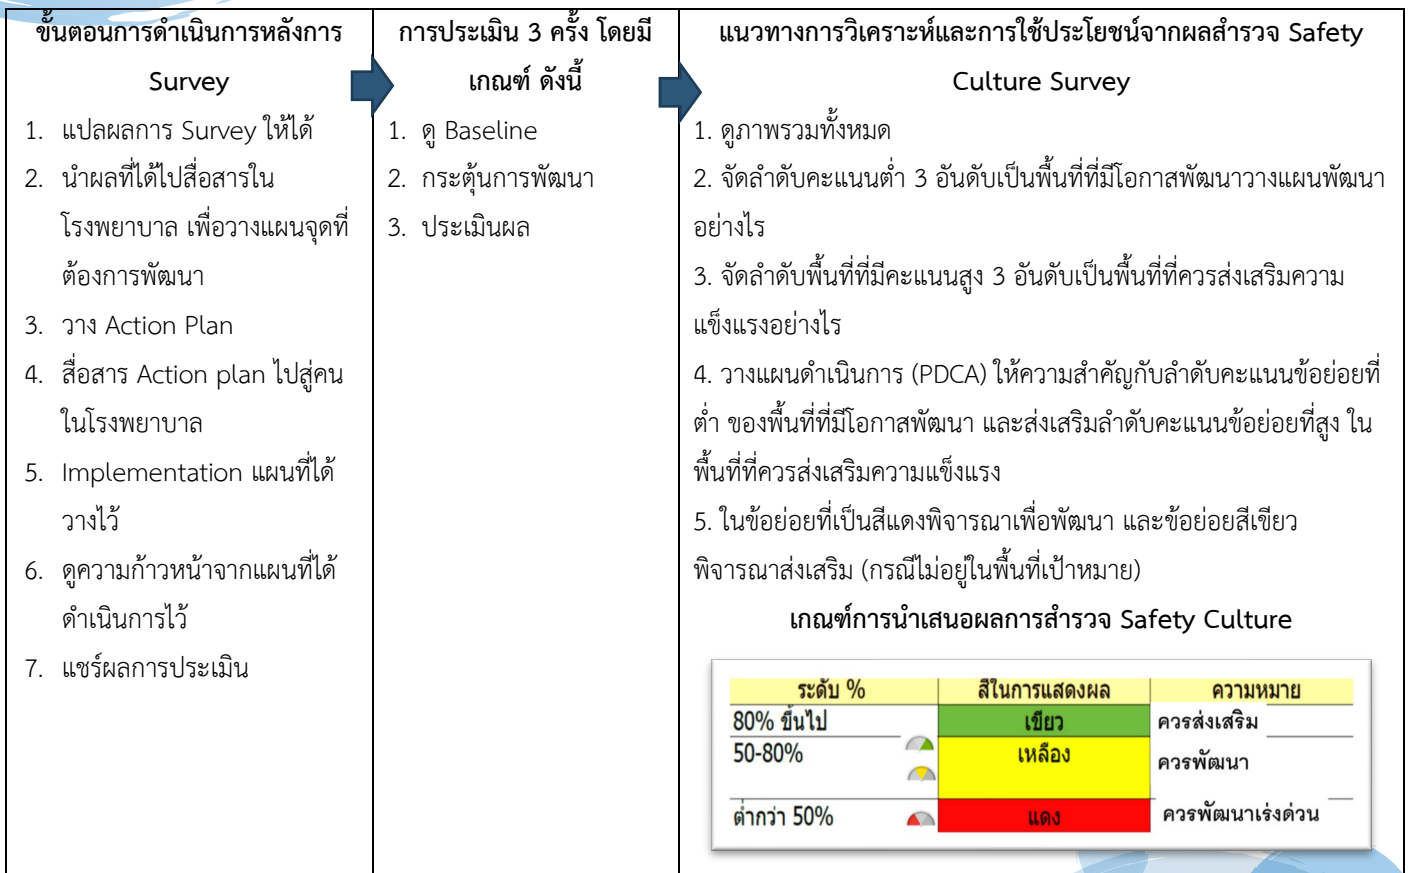 ขั้นตอนการดำเนินการหลังการ
Survey
1. แปลผลการ Survey ให้ได้
2. นำผลที่ได้ไปสื่อสารใน
โรงพยาบาล เพื่อวางแผนจุดที่
ต้องการพัฒนา
3. วาง Action Plan
4. สื่อสาร Action plan ไปสู่คน
ในโรงพยาบาล
5. Implementation แผนที่ได้
วางไว้
6. ดูความก้าวหน้าจากแผนที่ได้
ดำเนินการไว้
7. แชร์ผลการประเมิน
การประเมิน 3 ครั้ง โดยมี
เกณฑ์ ดังนี้
1. ดู Baseline
2. กระตุ้นการพัฒนา
3. ประเมินผล
แนวทางการวิเคราะห์และการใช้ประโยชน์จากผลสำรวจ Safety
Culture Survey
1. ดูภาพรวมทั้งหมด
2. จัดลำดับคะแนนต่ำ 3 อันดับเป็นพื้นที่ที่มีโอกาสพัฒนาวางแผนพัฒนา
อย่างไร
3. จัดลำดับพื้นที่ที่มีคะแนนสูง 3 อันดับเป็นพื้นที่ที่ควรส่งเสริมความ
แข็งแรงอย่างไร
4. วางแผนดำเนินการ (PDCA) ให้ความสำคัญกับลำดับคะแนนข้อย่อยที่
ต่ำ ของพื้นที่ที่มีโอกาสพัฒนา และส่งเสริมลำดับคะแนนข้อย่อยที่สูง ใน
พื้นที่ที่ควรส่งเสริมความแข็งแรง
5. ในข้อย่อยที่เป็นสีแดงพิจารณาเพื่อพัฒนา และข้อย่อยสีเขียว
พิจารณาส่งเสริม (กรณีไม่อยู่ในพื้นที่เป้าหมาย)
เกณฑ์การนำเสนอผลการสำรวจ Safety Culture
ระดับ % สีในการแสดงผล ความหมาย
80% ขึ้นไป เขียว ควรส่งเสริม
50-80% เหลือง ควรพัฒนา
ต่ำกว่า 50% แดง ควรพัฒนาเร่งด่วน